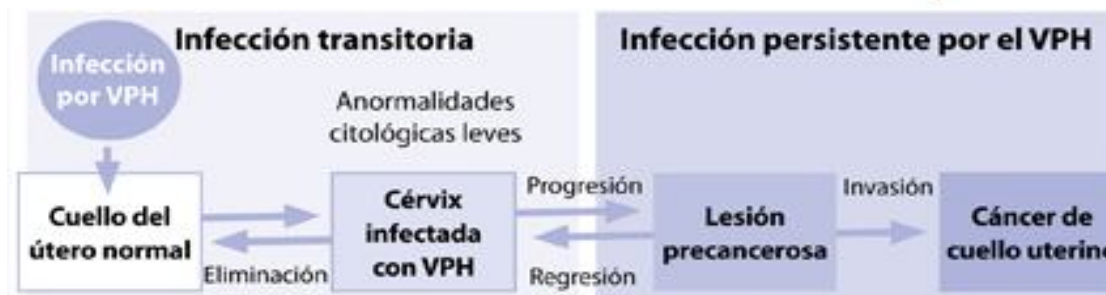 Infección transitoria
Infección persistente por el VPH
Infección
por VPH
Anormalidades
citológicas leves
Cuello del
útero normal
Eliminación
Cérvix
infectada
con VPH
Progresión
Regresión
Lesión
precancerosa
Invasión
Cáncer de
cuello uterino